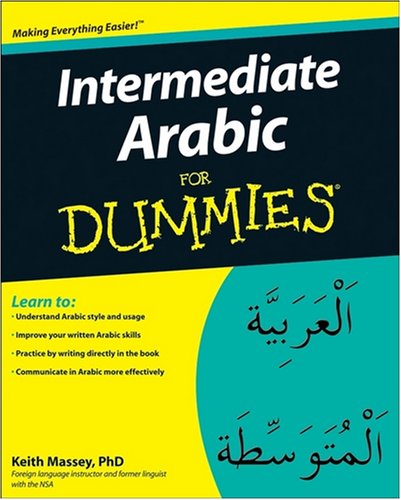 Making Everything Easier!™
Intermediate
Arabic
FOR
DUMMIES®
Learn to:
• Understand Arabic style and usage
• Improve your written Arabic skills
• Practice by writing directly in the book
• Communicate in Arabic more effectively
اَلْعَرَبِيَّة
اَلْمُتَوَسِّطَة
Keith Massey, PhD
Foreign language instructor and former linguist
with the NSA